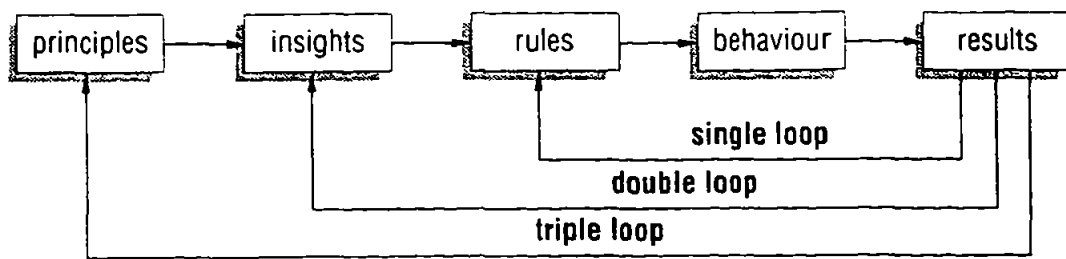 principles insights rules behaviour results
single loop
double loop
triple loop